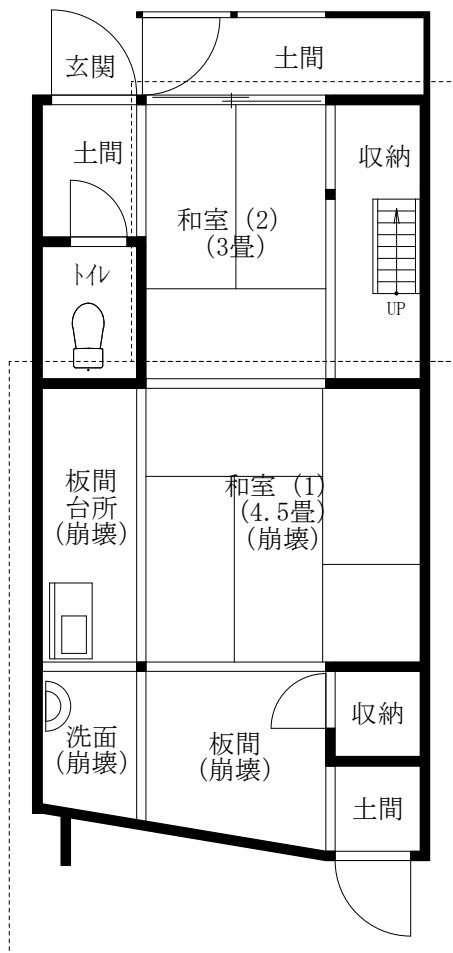 玄関
土間
土間
収納
和室 (2)
(3畳)
トイレ
UP
板間
台所
(崩壊)
和室 (1)
(4.5畳)
(崩壊)
洗面
(崩壊)
板間
(崩壊)
収納
土間